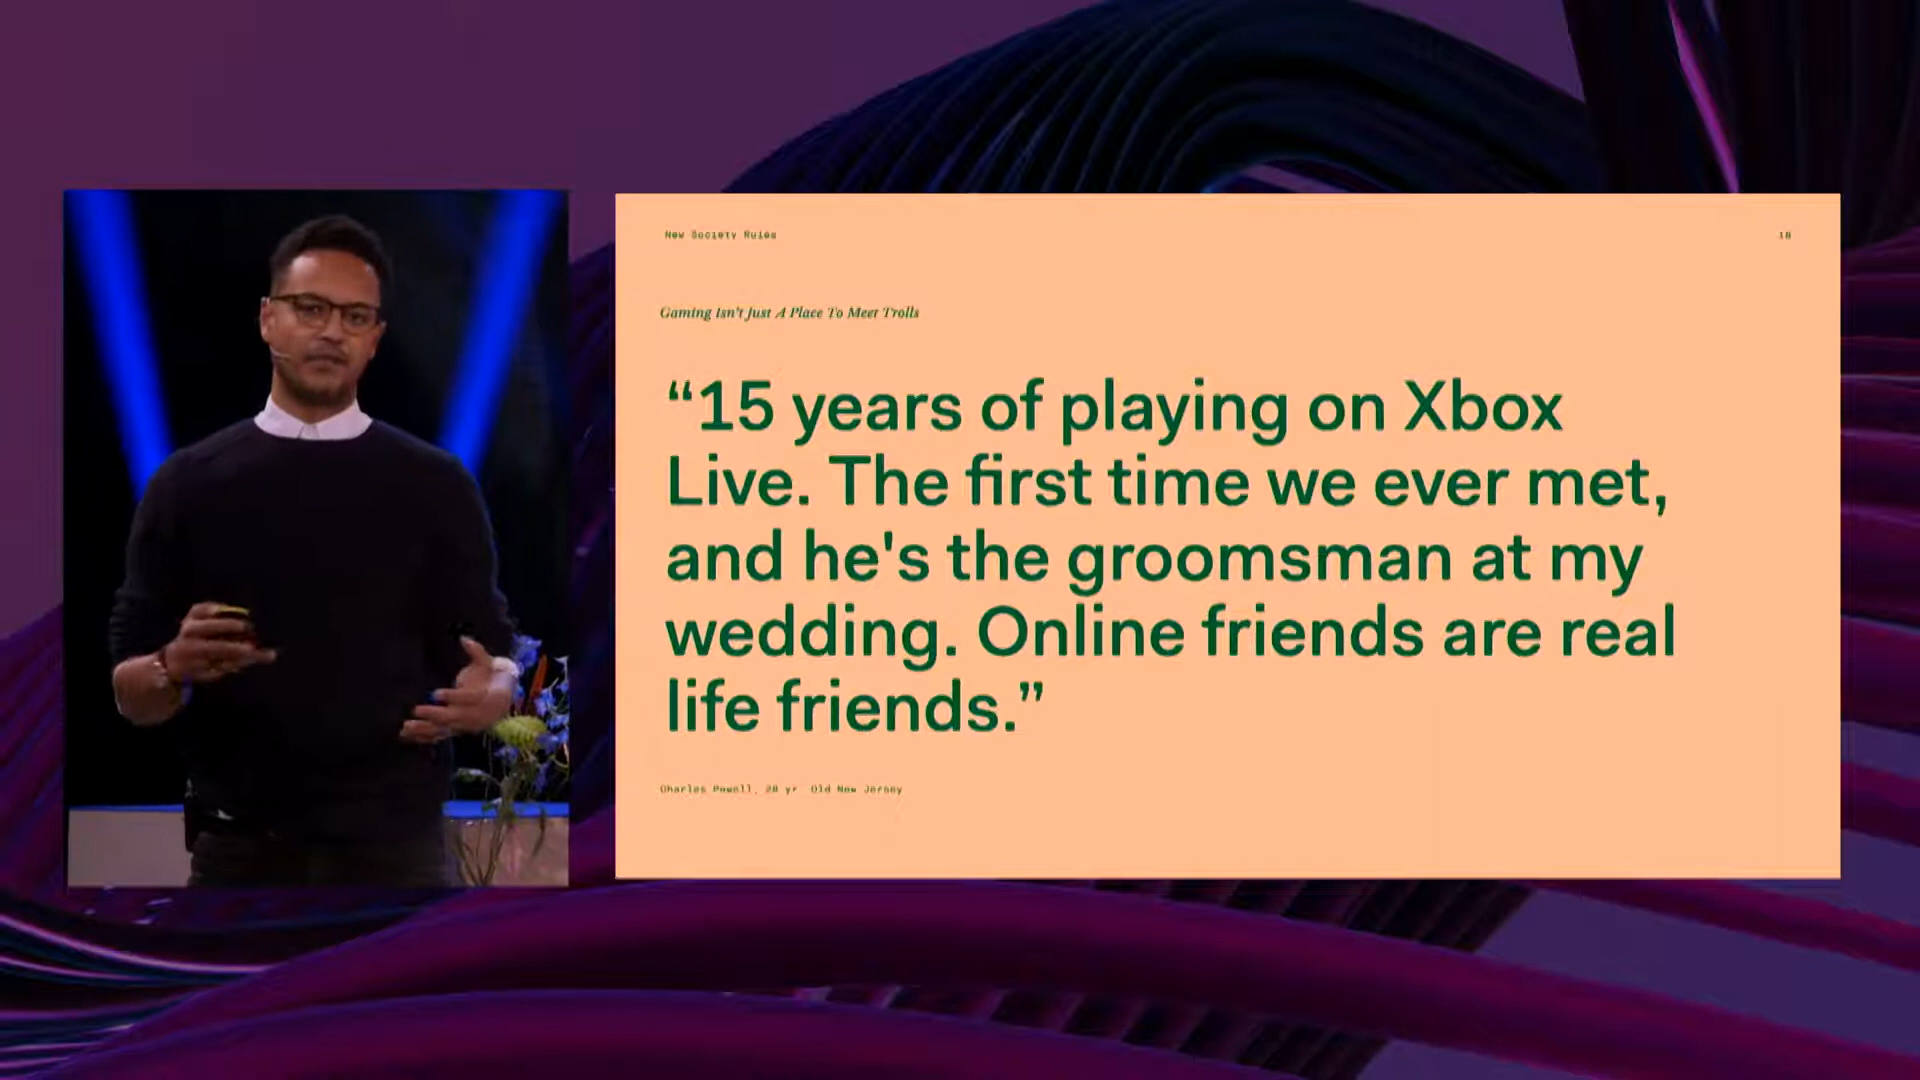 New Society Rules
18
Gaming Isn't Just A Place To Meet Trolls
“15 years of playing on Xbox
Live. The first time we ever met,
and he's the groomsman at my
wedding. Online friends are real
life friends.”
Charles Powell, 28 yr Old New Jersey